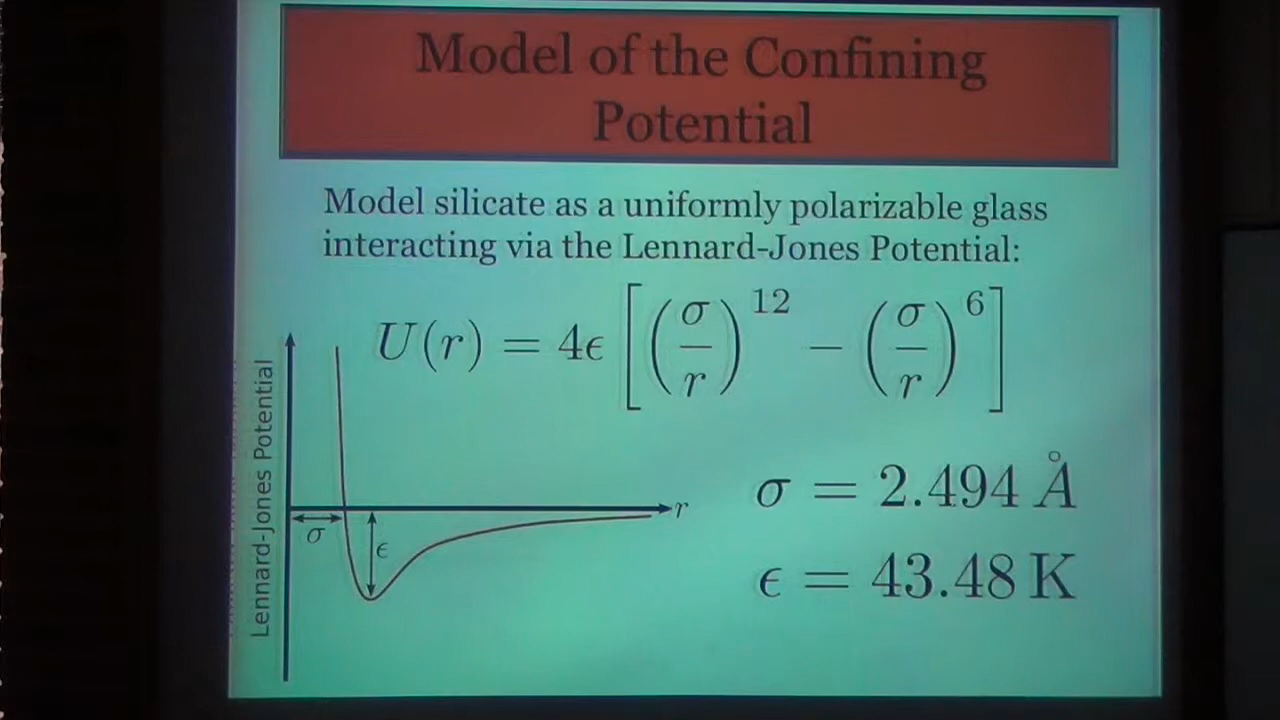 Model of the Confining
Potential
Model silicate as a uniformly polarizable glass
interacting via the Lennard-Jones Potential:
U(r) = 4ϵ [(σ/r)^12 − (σ/r)^6]
Lennard-Jones Potential
r
σ
ϵ
σ = 2.494 Å
ϵ = 43.48 K